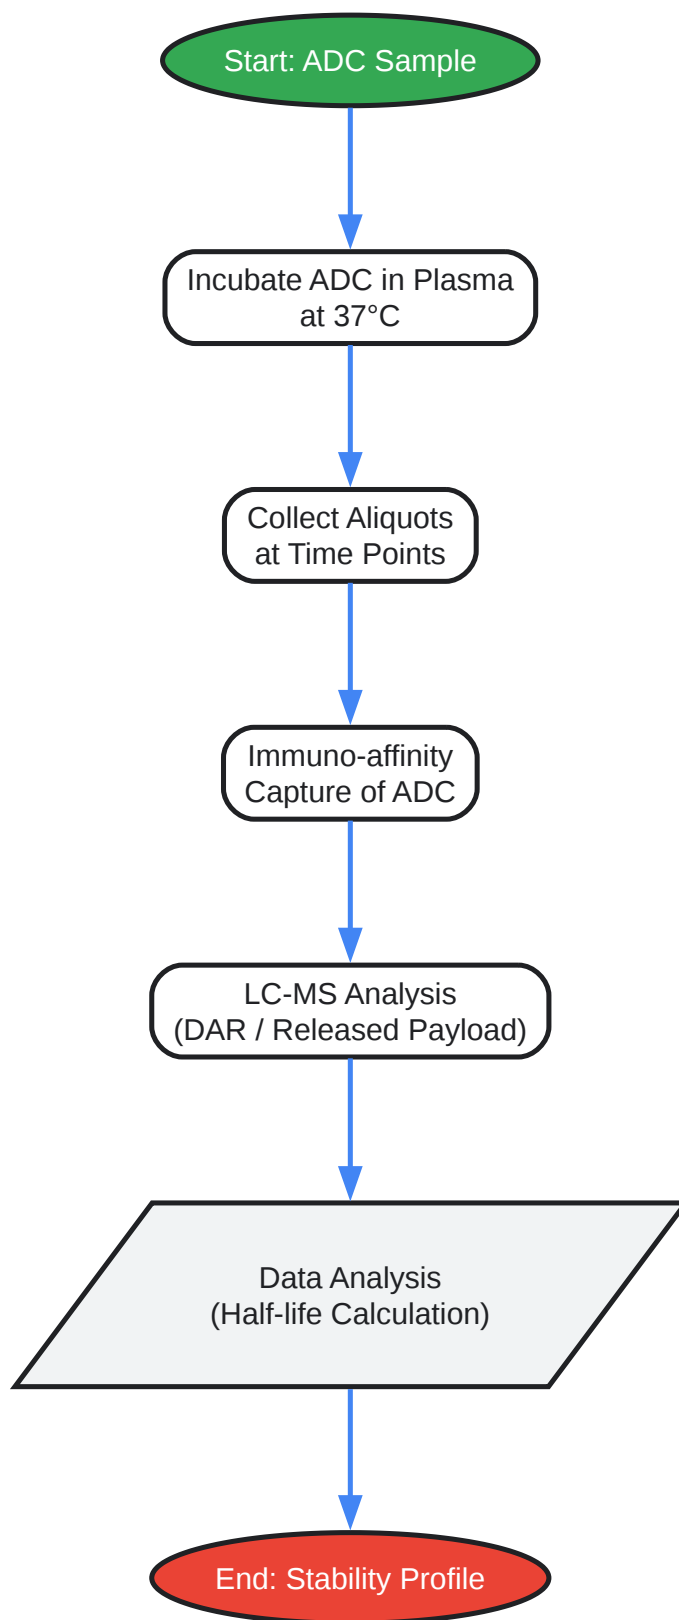 Start: ADC Sample
Incubate ADC in Plasma
at 37°C
Collect Aliquots
at Time Points
Immuno-affinity
Capture of ADC
LC-MS Analysis
(DAR / Released Payload)
Data Analysis
(Half-life Calculation)
End: Stability Profile